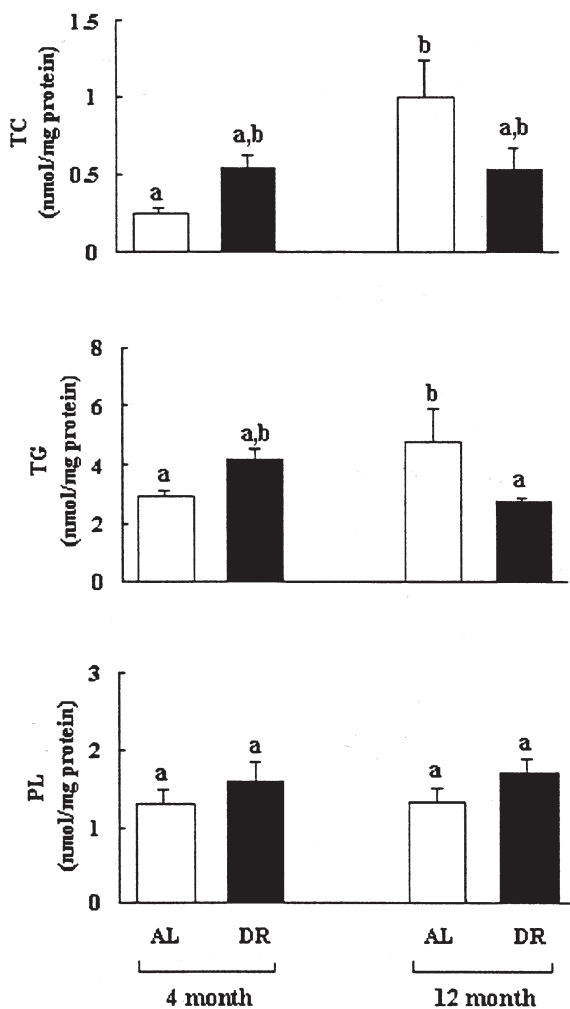 TC
(nmol/mg protein)
1.5
1
0.5
0
a
a,b
b
a,b
TG
(nmol/mg protein)
8
6
4
2
0
a
a,b
b
a
PL
(nmol/mg protein)
3
2
1
0
a
a
a
a
AL DR AL DR
4 month 12 month